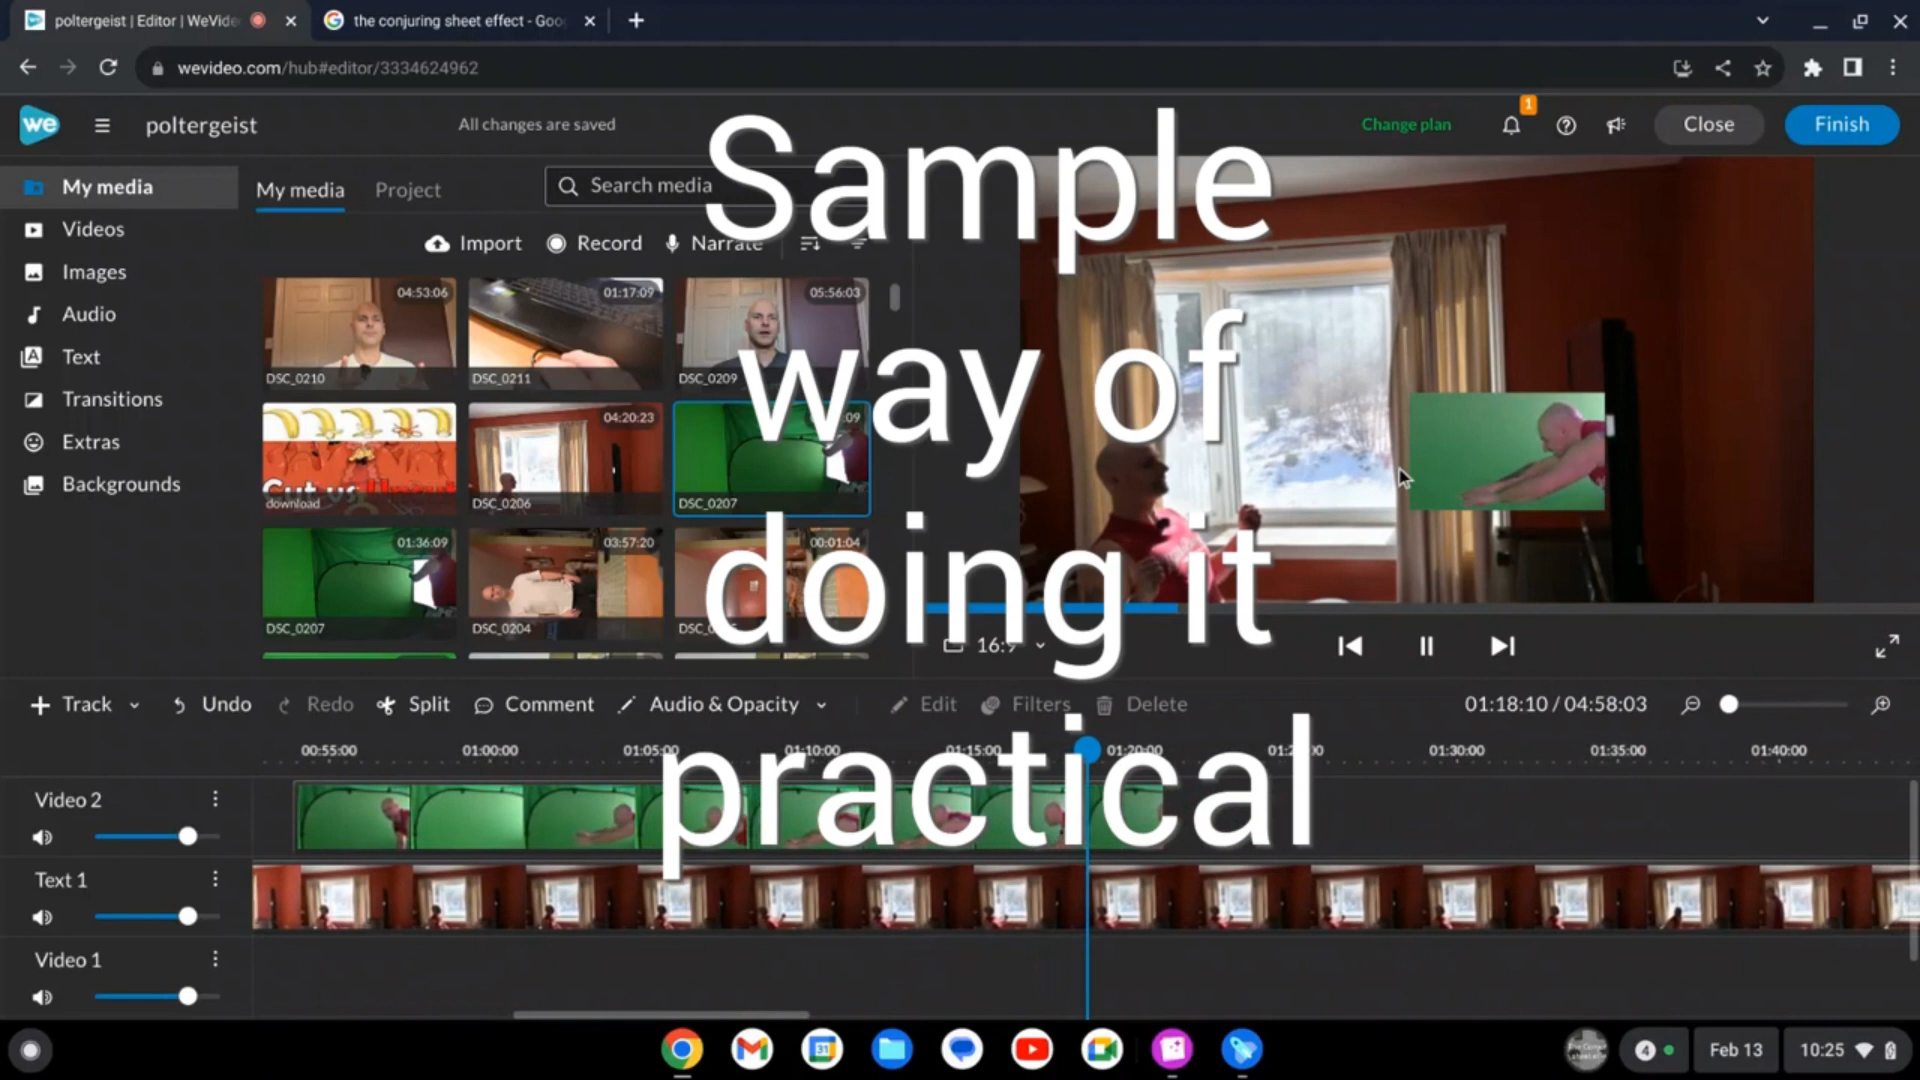 poltergeist | Editor | WeVide
the conjuring sheet effect - Goo
wevideo.com/hub#editor/3334624962
we
poltergeist
All changes are saved
Change plan
1
Close
Finish
Sample
way of
doing it
practical
My media
Videos
Images
Audio
Text
Transitions
Extras
Backgrounds
My media
Project
Search media
Import
Record
Narrate
04:53:06
DSC_0210
01:17:09
DSC_0211
05:56:03
DSC_0209
download
04:20:23
DSC_0206
:09
DSC_0207
01:36:09
DSC_0207
03:57:20
DSC_0204
00:01:04
16:9
Track
Undo
Redo
Split
Comment
Audio & Opacity
Edit
Filters
Delete
01:18:10 / 04:58:03
00:55:00
01:00:00
01:05:00
01:10:00
01:15:00
01:20:00
01:30:00
01:35:00
01:40:00
Video 2
Text 1
Video 1
31
4
Feb 13
10:25